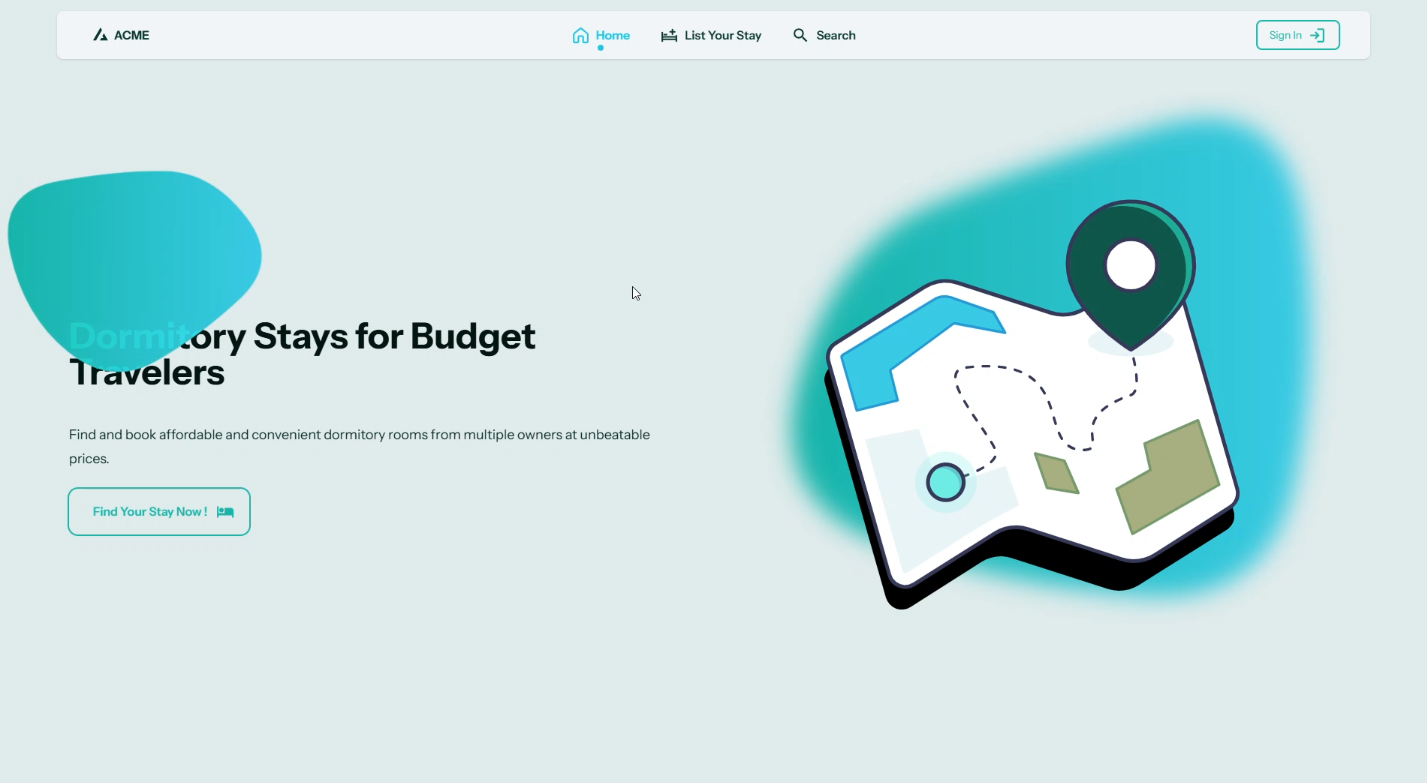 ACME
Home
List Your Stay
Search
Sign In
Dormitory Stays for Budget
Travelers
Find and book affordable and convenient dormitory rooms from multiple owners at unbeatable
prices.
Find Your Stay Now !